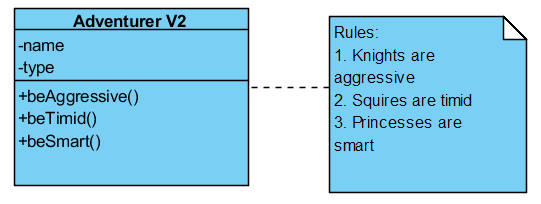 Adventurer V2
-name
-type
+beAggressive()
+beTimid()
+beSmart()
Rules:
1. Knights are
aggressive
2. Squires are timid
3. Princesses are
smart